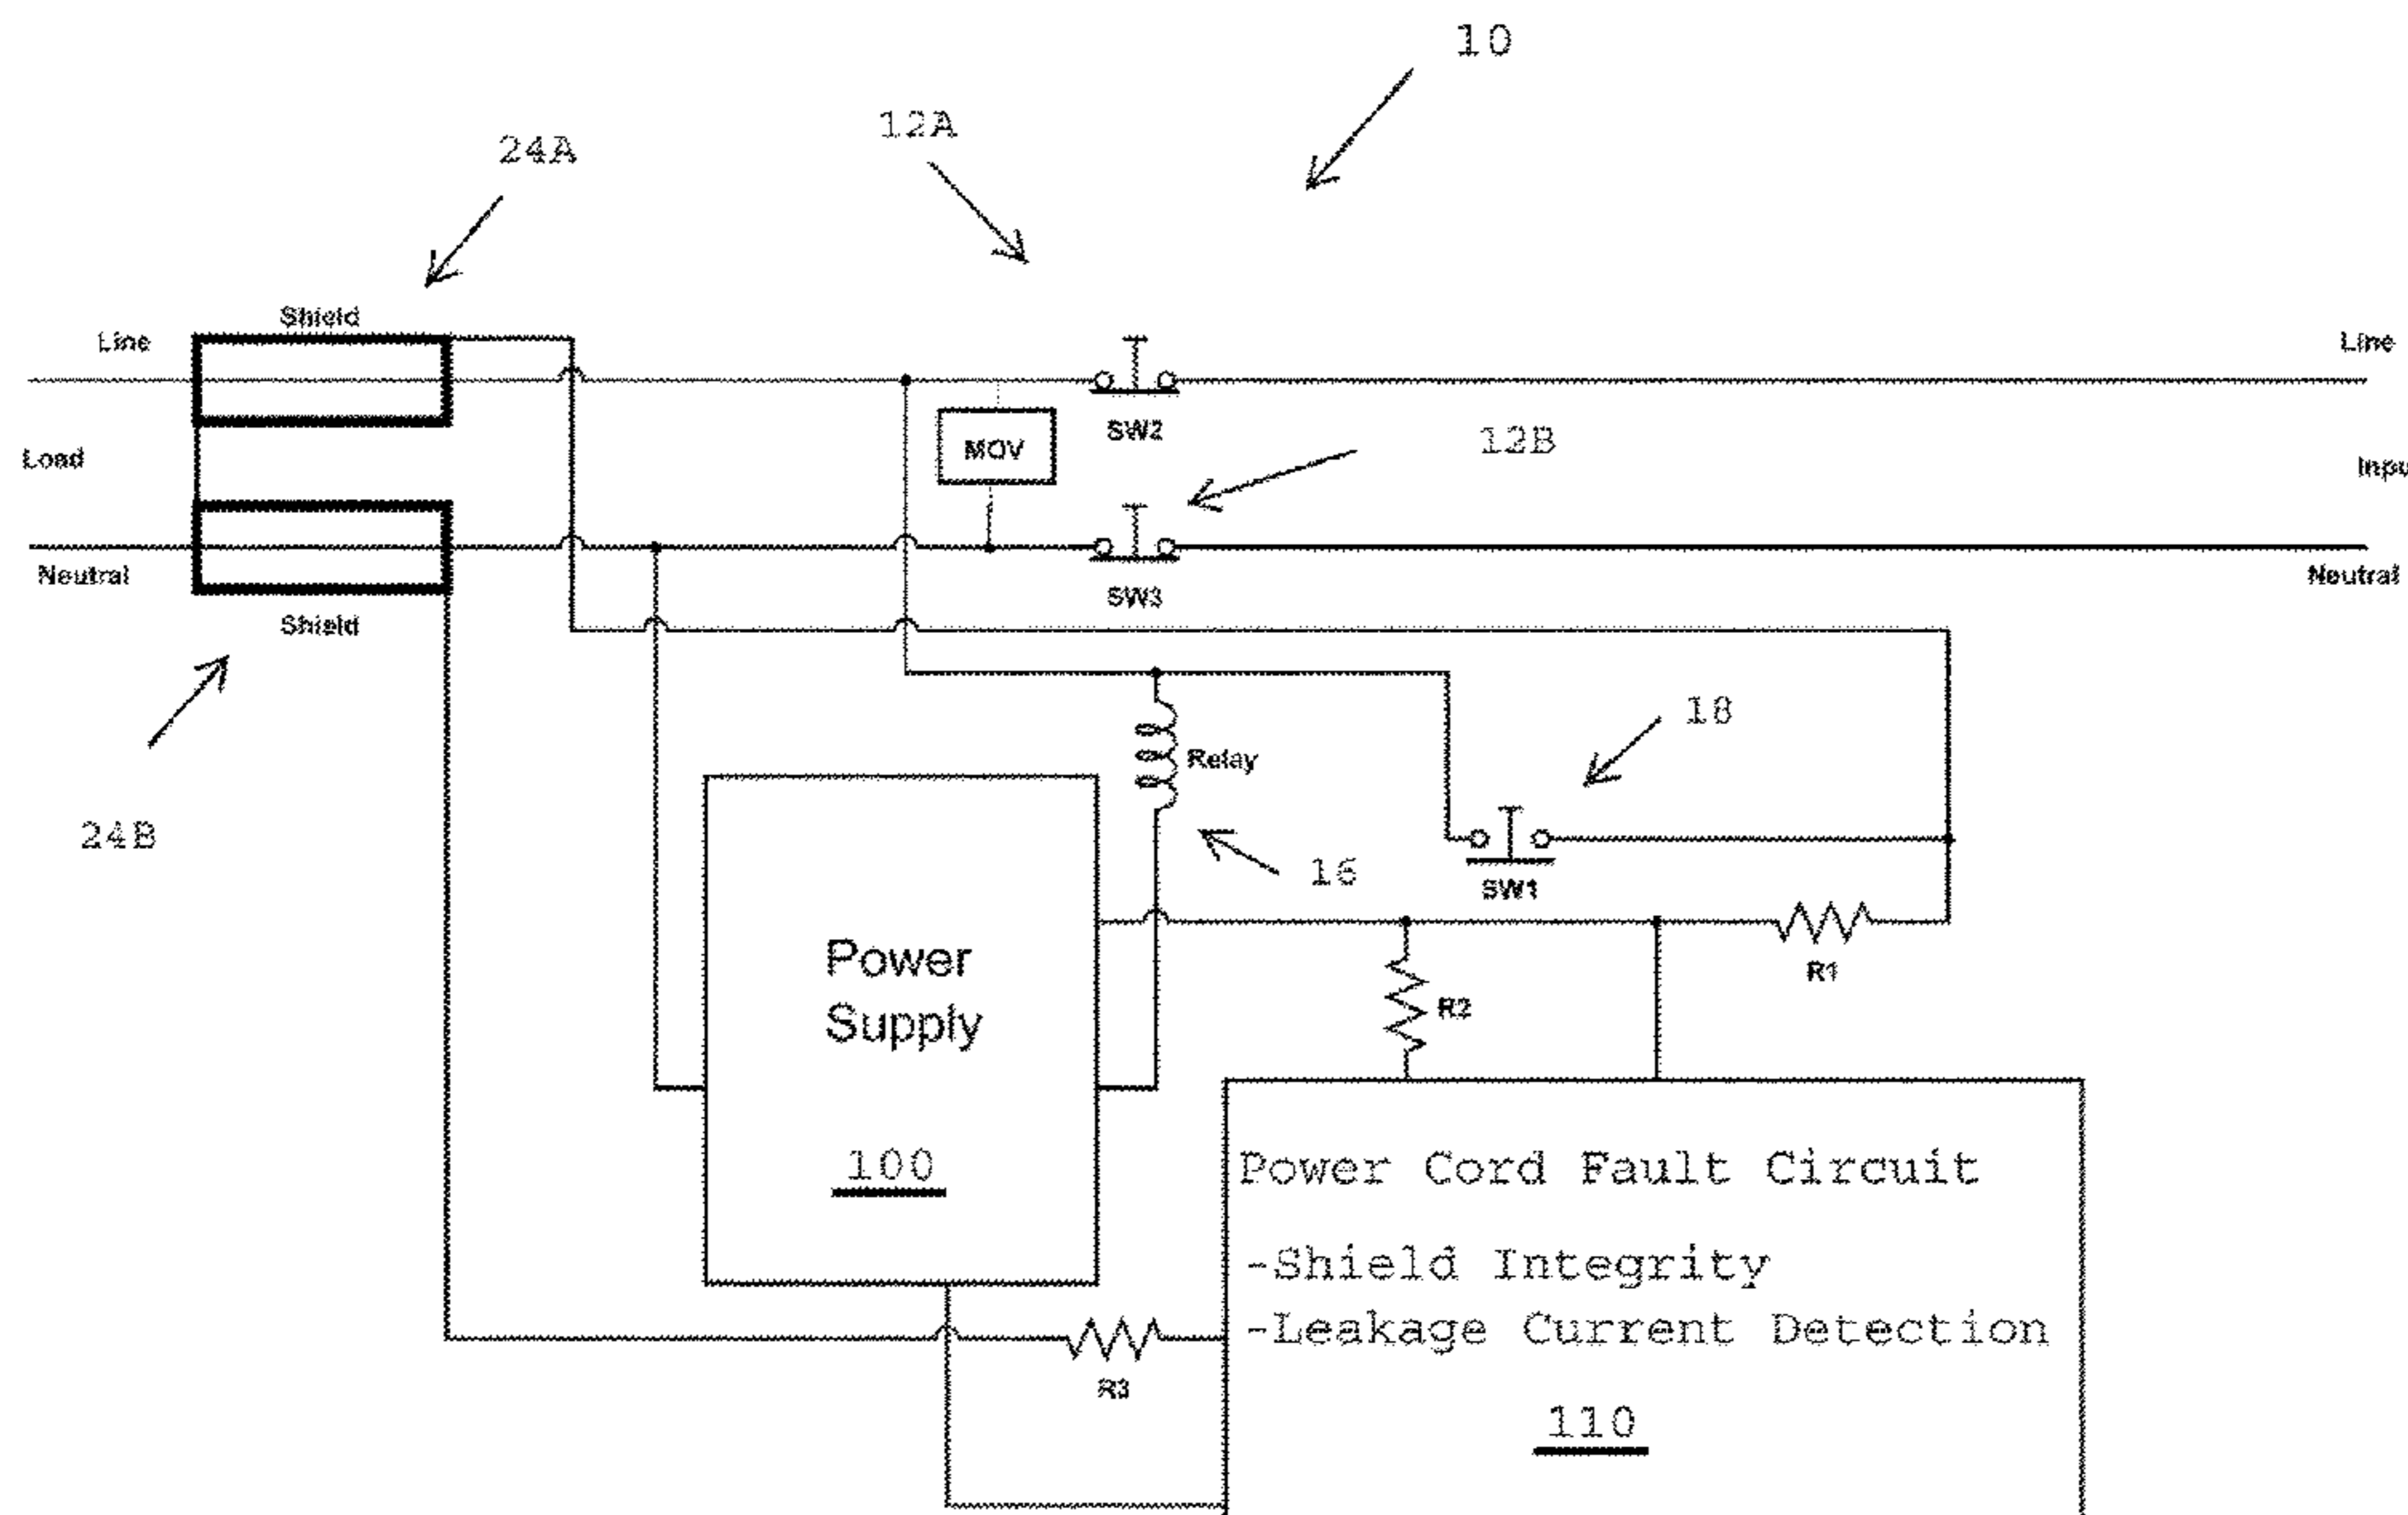 10
12A
24A
Shield
Line
Line
SW2
12B
MOV
Load
Inpu
SW3
Neutral
Neutral
Shield
18
Relay
24B
16
SW1
R1
Power
Supply
R2
100
Power Cord Fault Circuit
-Shield Integrity
-Leakage Current Detection
R3
110